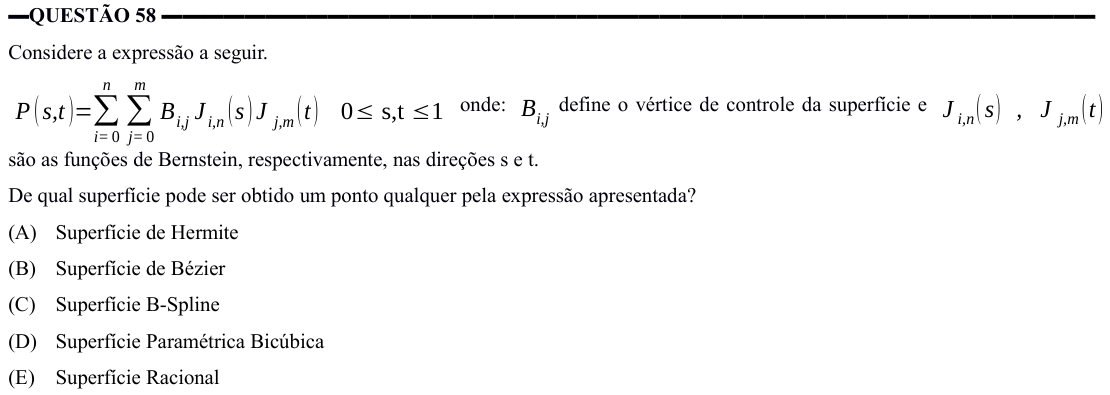 QUESTÃO 58
Considere a expressão a seguir.
P(s,t)=∑_{i=0}^{n} ∑_{j=0}^{m} B_{i,j} J_{i,n}(s) J_{j,m}(t) 0≤ s,t ≤1 onde: B_{i,j} define o vértice de controle da superfície e J_{i,n}(s) , J_{j,m}(t)
são as funções de Bernstein, respectivamente, nas direções s e t.
De qual superfície pode ser obtido um ponto qualquer pela expressão apresentada?
(A) Superfície de Hermite
(B) Superfície de Bézier
(C) Superfície B-Spline
(D) Superfície Paramétrica Bicúbica
(E) Superfície Racional